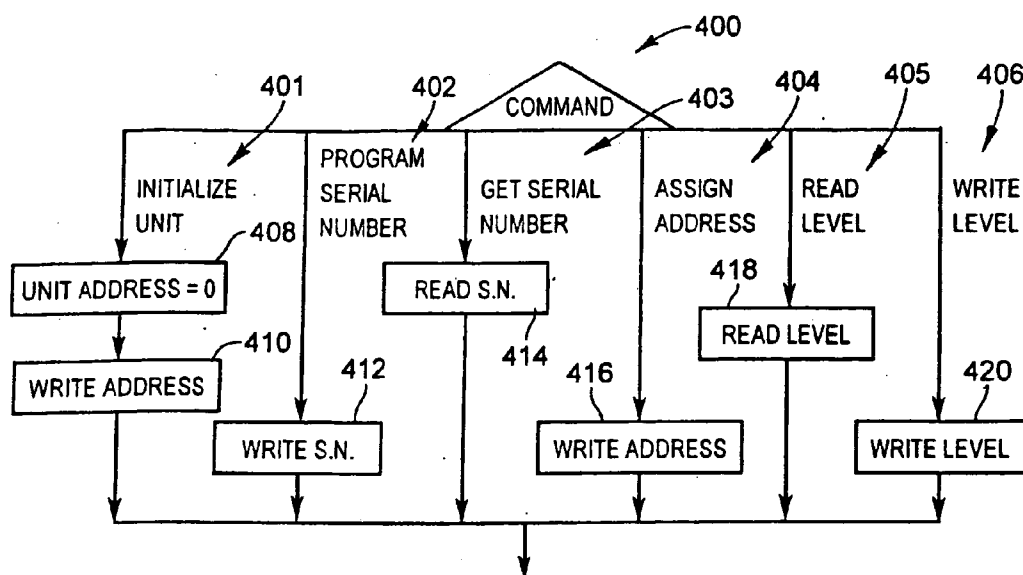 400
COMMAND
401
INITIALIZE
UNIT
402
PROGRAM
SERIAL
NUMBER
403
GET SERIAL
NUMBER
404
ASSIGN
ADDRESS
405
READ
LEVEL
406
WRITE
LEVEL
408
UNIT ADDRESS = 0
410
WRITE ADDRESS
412
WRITE S.N.
READ S.N.
414
416
WRITE ADDRESS
418
READ LEVEL
420
WRITE LEVEL